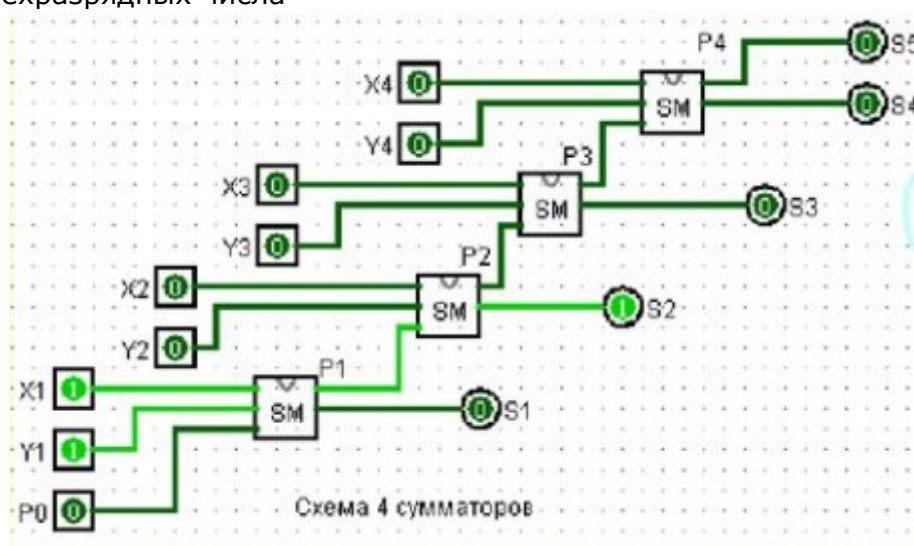 ехразрядных числа
P4
S5
X4 0 0
SM
0 S4
Y4 0
P3
X3 0
SM
0 S3
Y3 0
P2
X2 0
SM
1 S2
Y2 0
P1
X1 1
SM
0 S1
Y1 1
P0 0
Схема 4 сумматоров